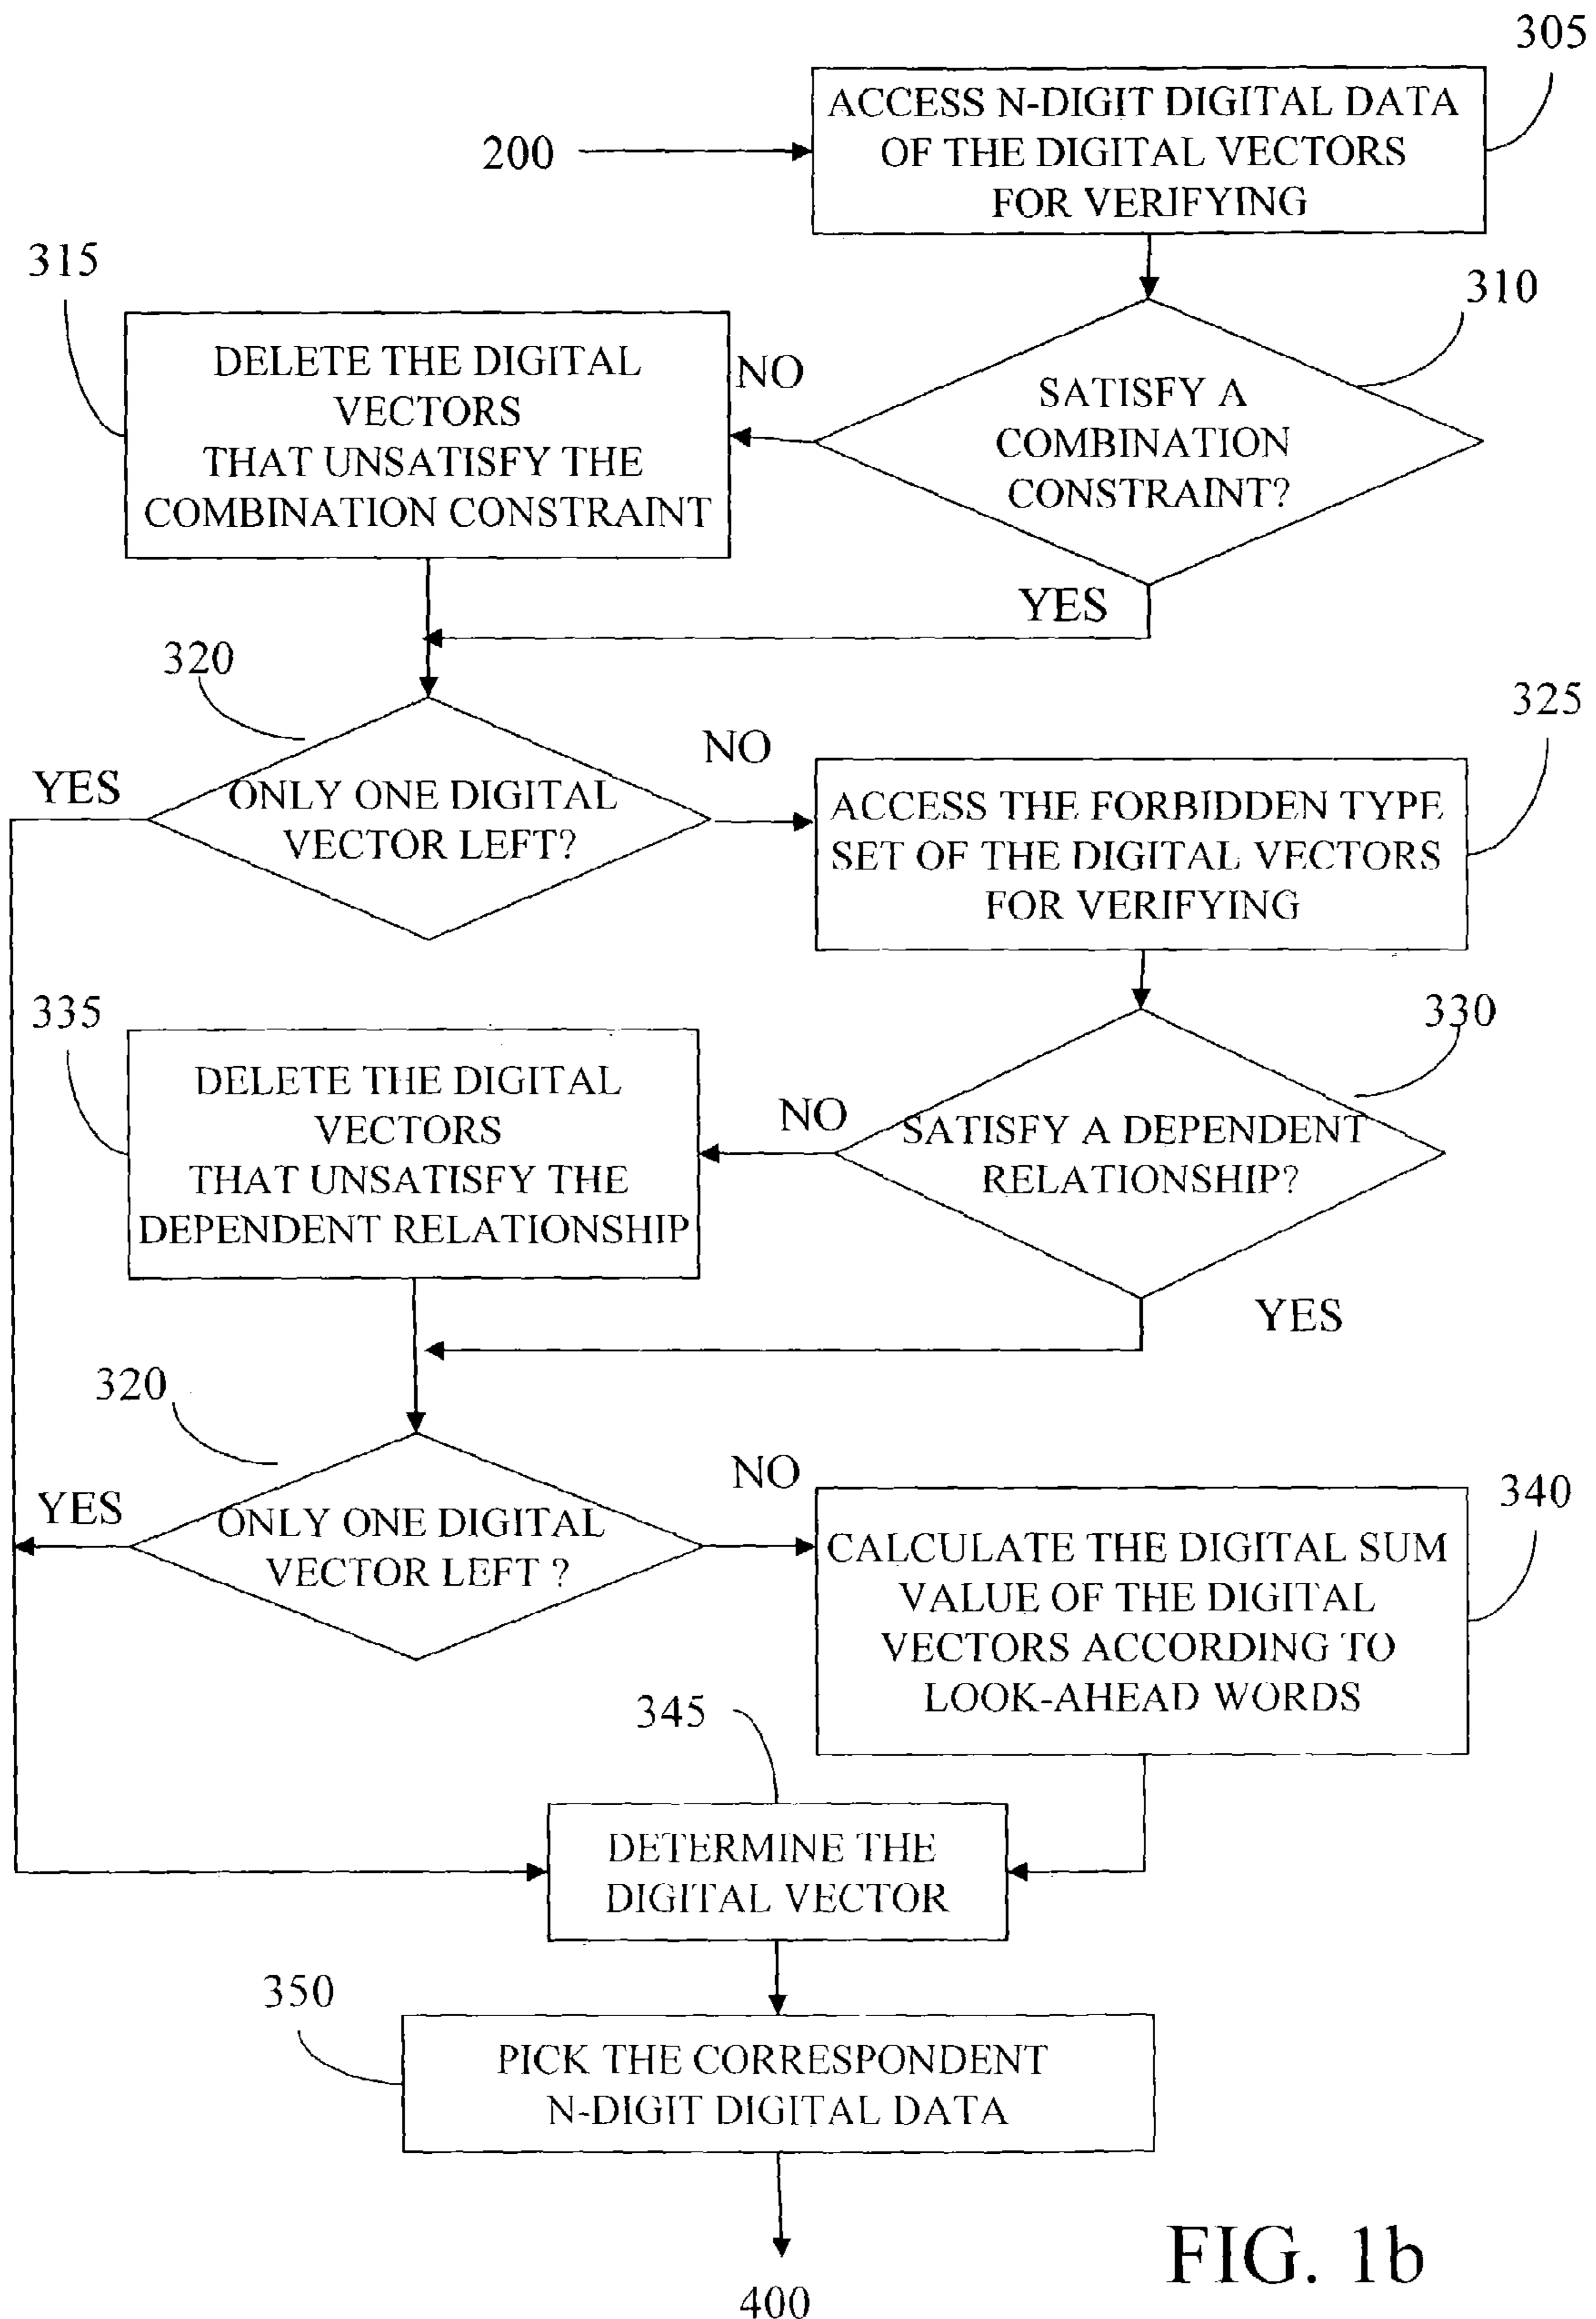 305
ACCESS N-DIGIT DIGITAL DATA
OF THE DIGITAL VECTORS
FOR VERIFYING
200
315
310
DELETE THE DIGITAL
VECTORS
THAT UNSATISFY THE
COMBINATION CONSTRAINT
NO
SATISFY A
COMBINATION
CONSTRAINT?
YES
320
325
NO
YES
ONLY ONE DIGITAL
VECTOR LEFT?
ACCESS THE FORBIDDEN TYPE
SET OF THE DIGITAL VECTORS
FOR VERIFYING
335
330
DELETE THE DIGITAL
VECTORS
THAT UNSATISFY THE
DEPENDENT RELATIONSHIP
NO
SATISFY A DEPENDENT
RELATIONSHIP?
YES
320
NO
340
YES
ONLY ONE DIGITAL
VECTOR LEFT ?
CALCULATE THE DIGITAL SUM
VALUE OF THE DIGITAL
VECTORS ACCORDING TO
LOOK-AHEAD WORDS
345
DETERMINE THE
DIGITAL VECTOR
350
PICK THE CORRESPONDENT
N-DIGIT DIGITAL DATA
400
FIG. 1b